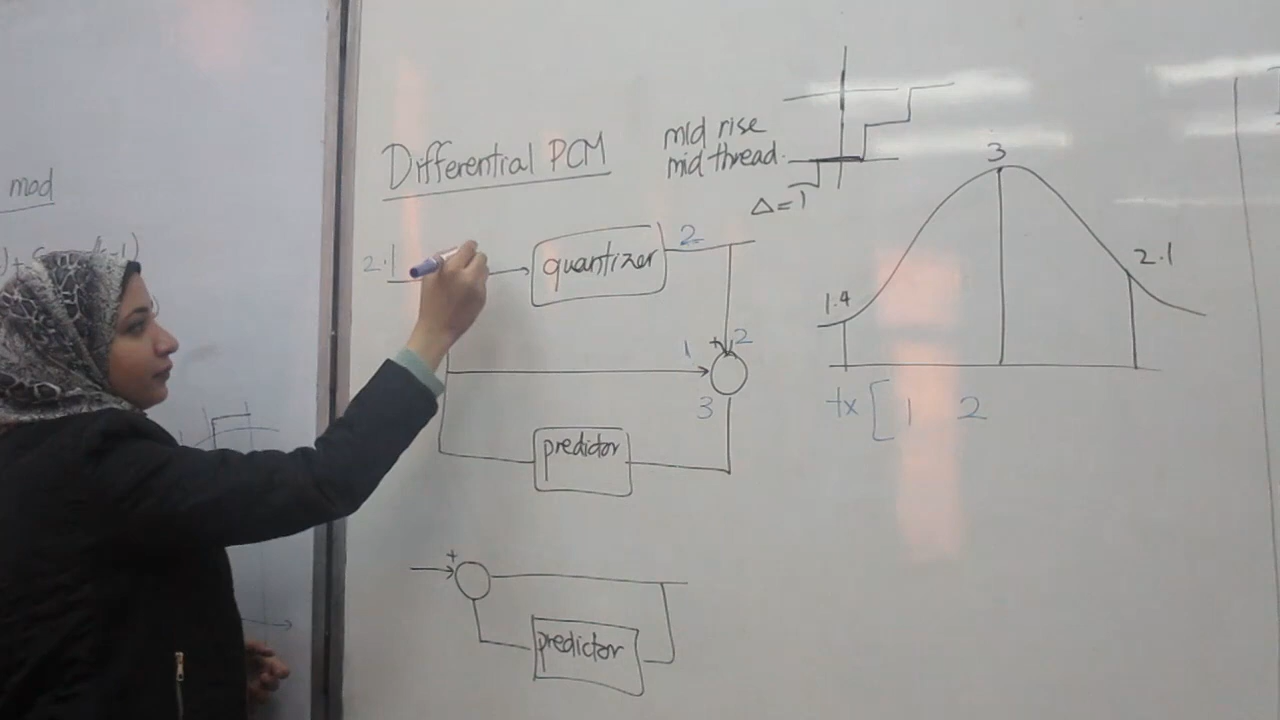 mod
Differential PCM
mid rise
mid thread.
Δ=1
2.1
quantizer
2
+ 2
1
3
predictor
+
predictor
3
1.4
2.1
tx [ 1 2